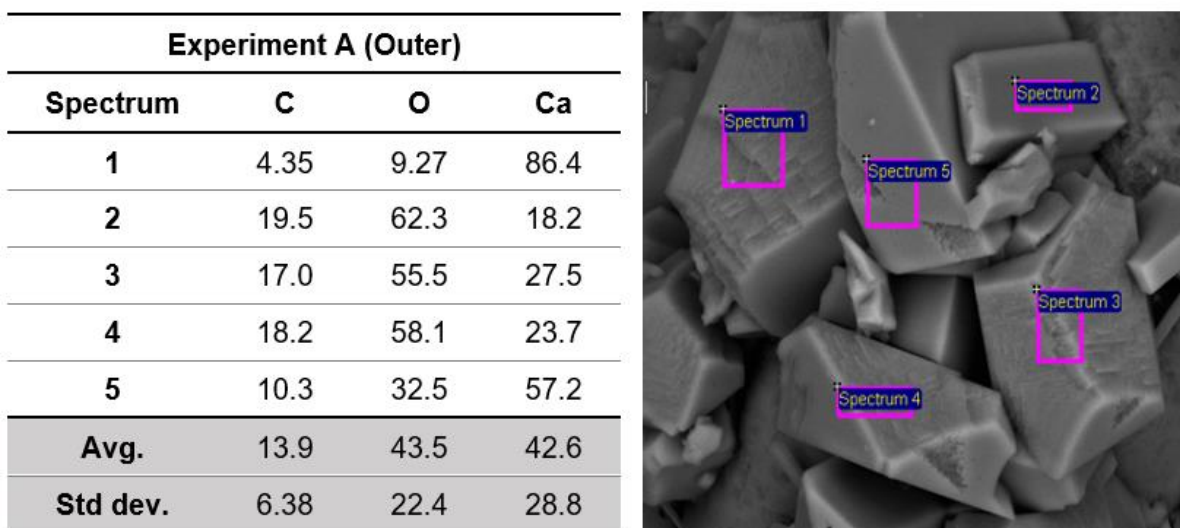 Experiment A (Outer)
Spectrum C O Ca
1 4.35 9.27 86.4
2 19.5 62.3 18.2
3 17.0 55.5 27.5
4 18.2 58.1 23.7
5 10.3 32.5 57.2
Avg. 13.9 43.5 42.6
Std dev. 6.38 22.4 28.8
Spectrum 2
Spectrum 1
Spectrum 5
Spectrum 3
Spectrum 4